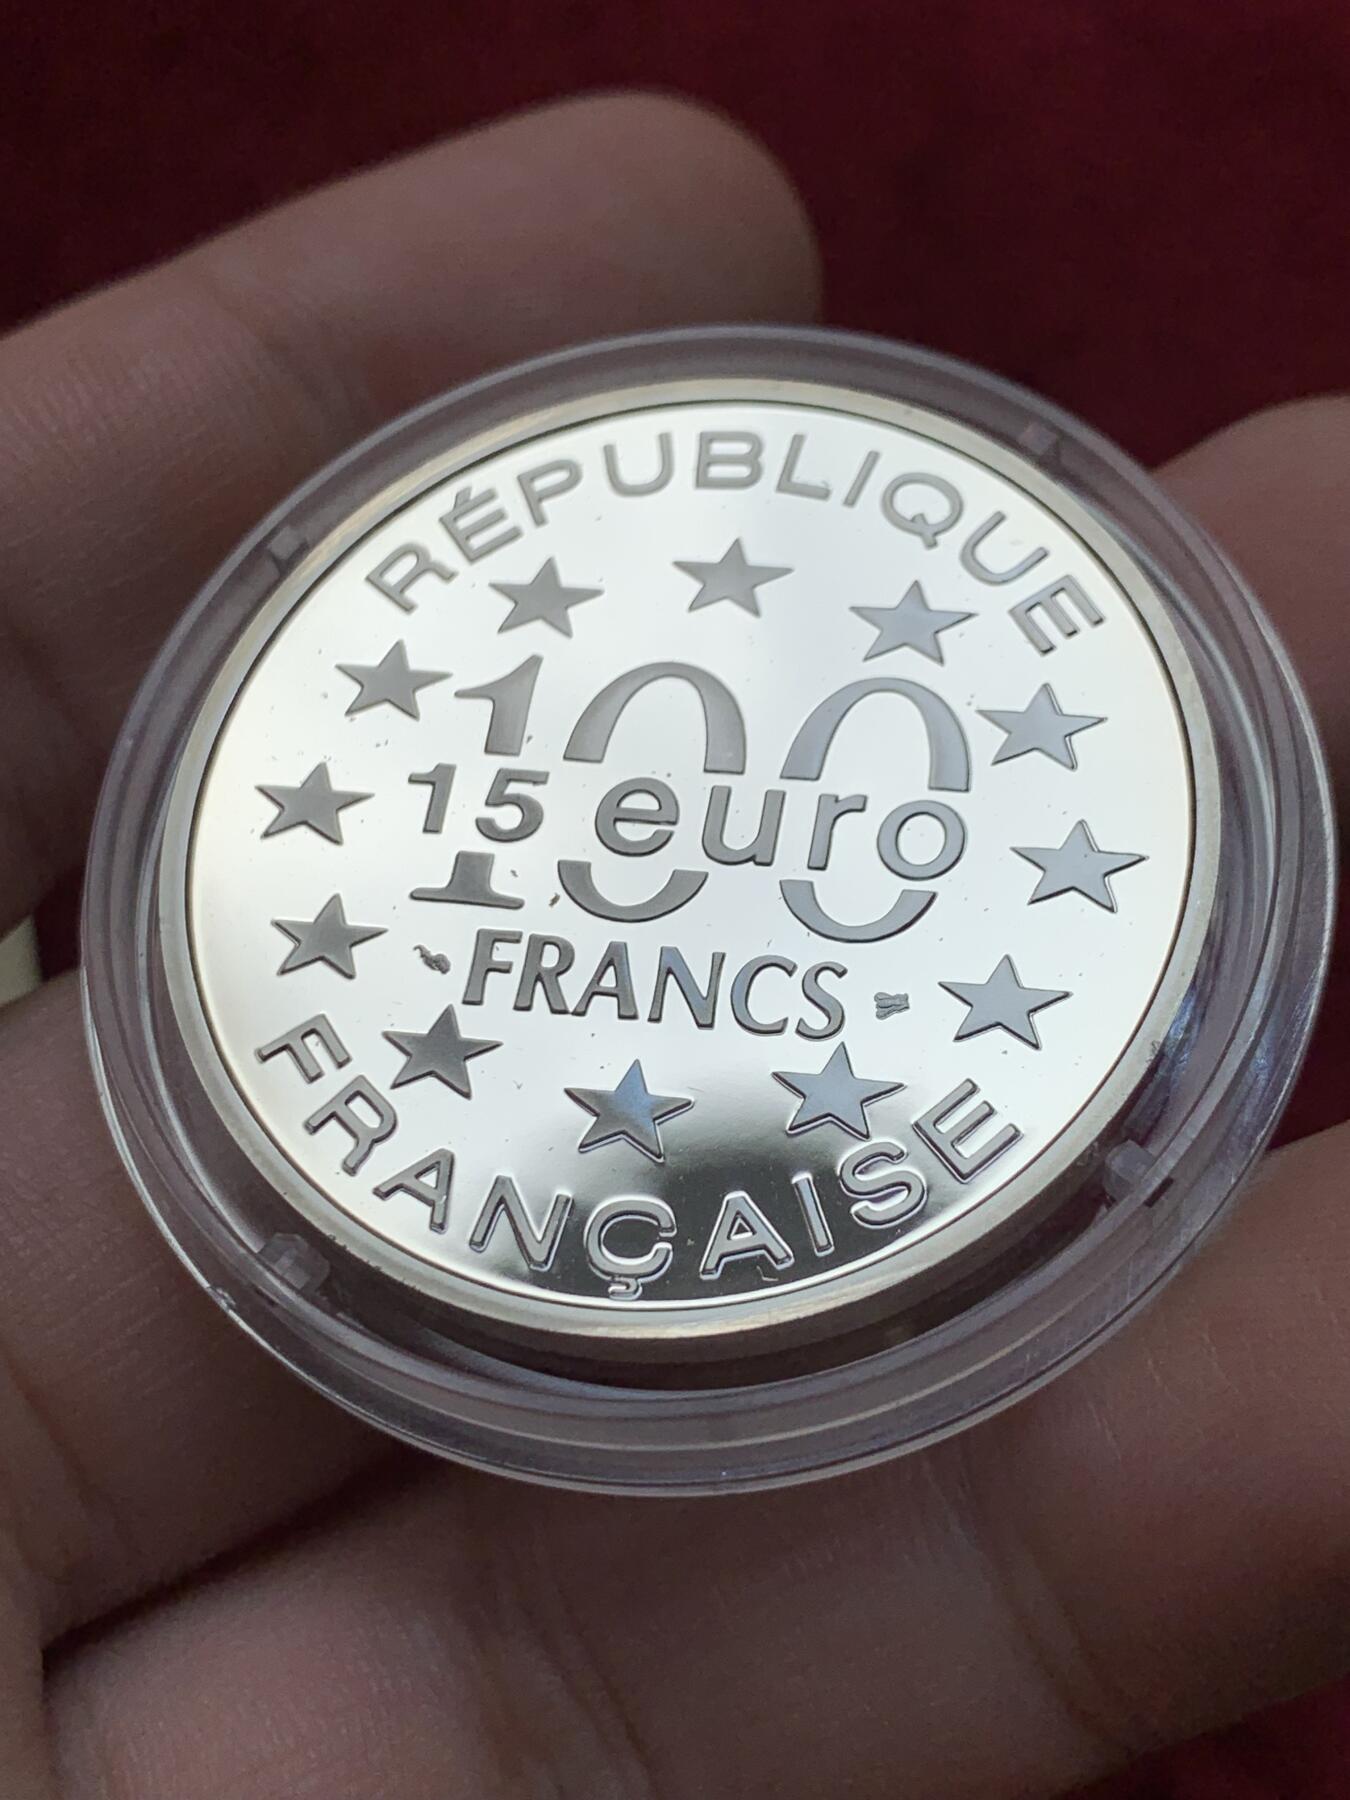 RÉPUBLIQUE
100
15 euro
FRANCS
FRANÇAISE